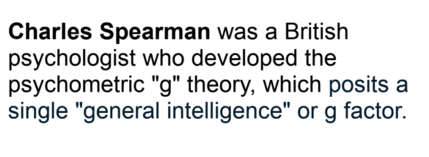 Charles Spearman was a British
psychologist who developed the
psychometric "g" theory, which posits a
single "general intelligence" or g factor.